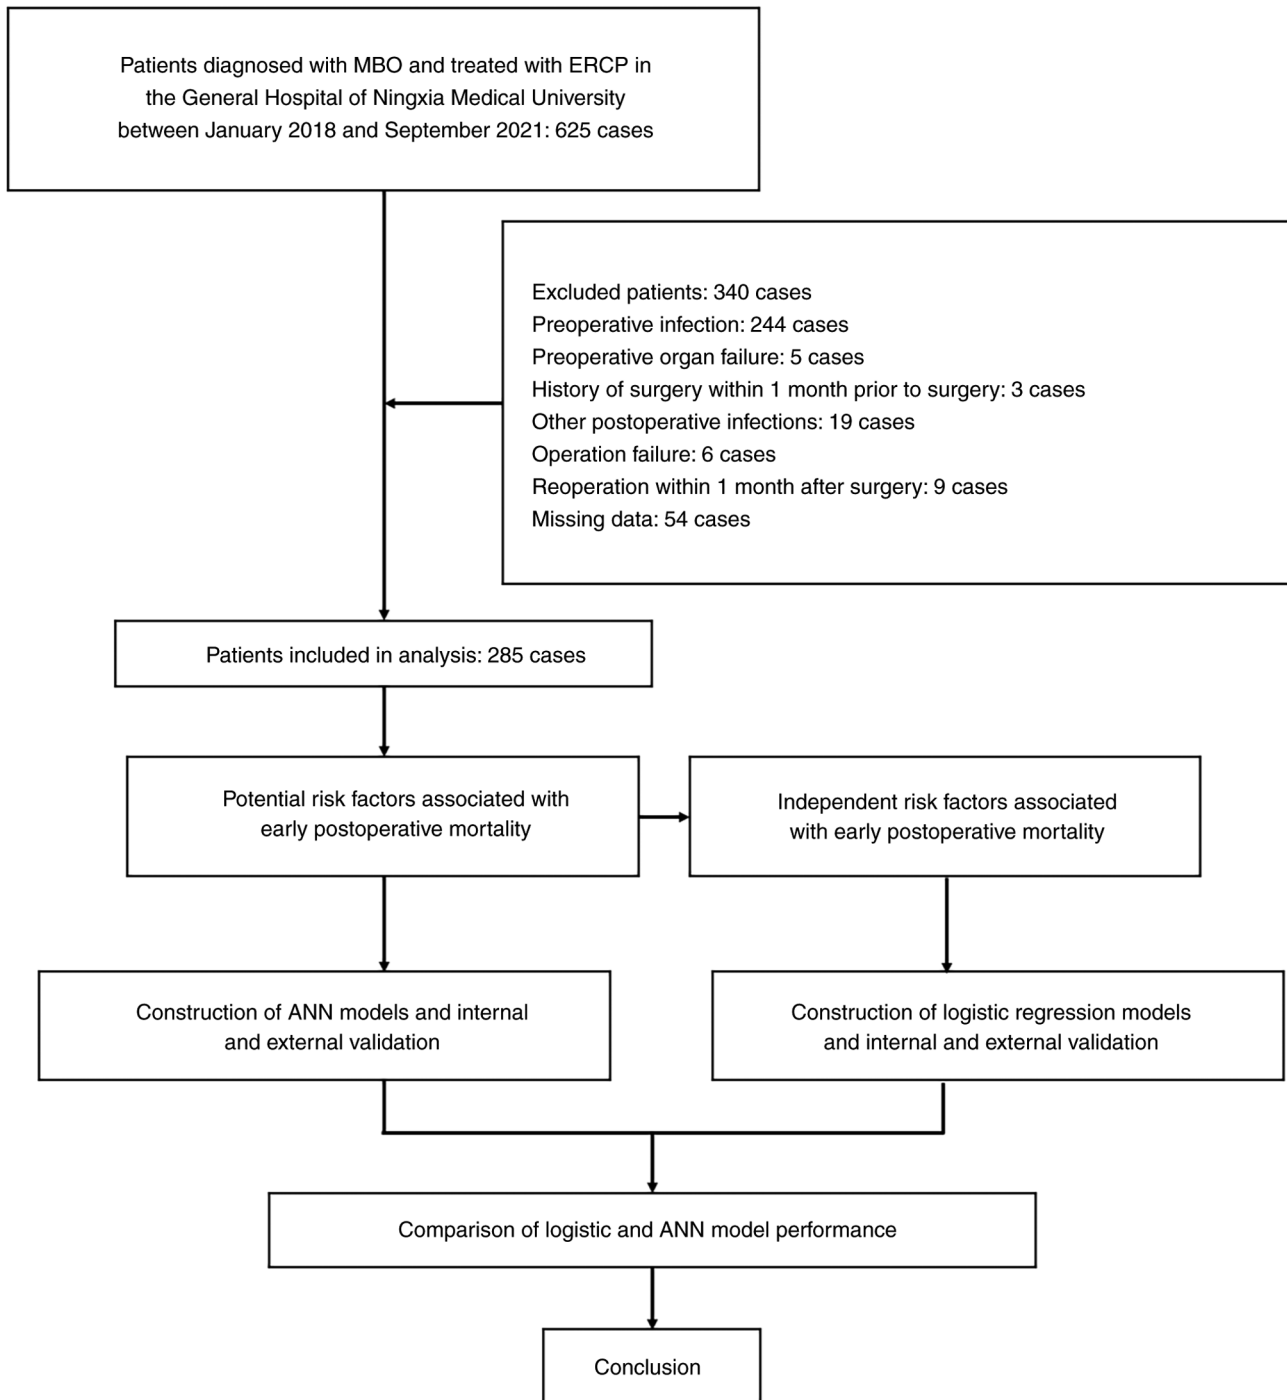 Patients diagnosed with MBO and treated with ERCP in
the General Hospital of Ningxia Medical University
between January 2018 and September 2021: 625 cases
Excluded patients: 340 cases
Preoperative infection: 244 cases
Preoperative organ failure: 5 cases
History of surgery within 1 month prior to surgery: 3 cases
Other postoperative infections: 19 cases
Operation failure: 6 cases
Reoperation within 1 month after surgery: 9 cases
Missing data: 54 cases
Patients included in analysis: 285 cases
Potential risk factors associated with
early postoperative mortality
Independent risk factors associated
with early postoperative mortality
Construction of ANN models and internal
and external validation
Construction of logistic regression models
and internal and external validation
Comparison of logistic and ANN model performance
Conclusion